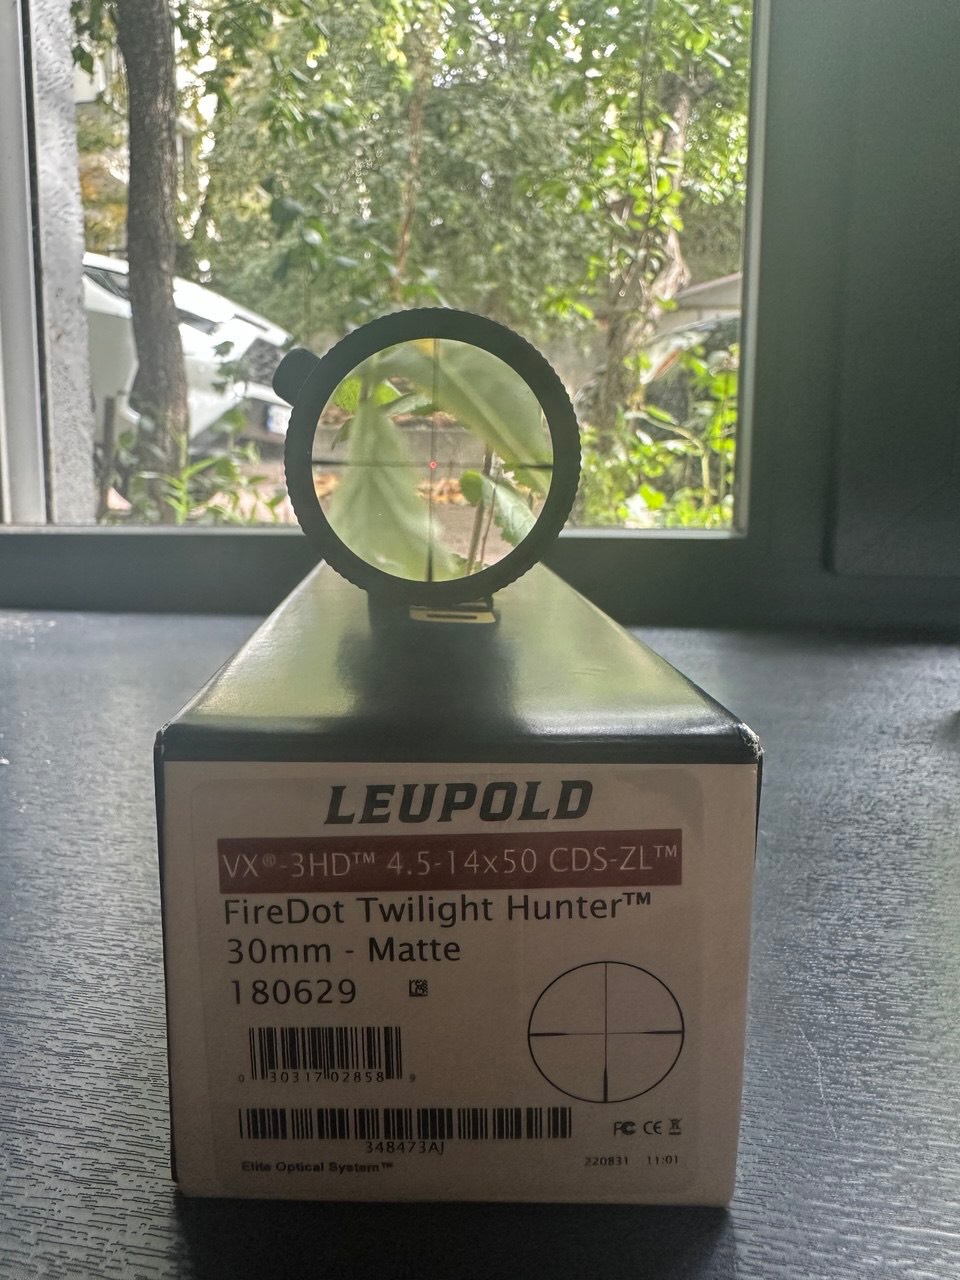 LEUPOLD
VX®-3HD™ 4.5-14x50 CDS-ZL™
FireDot Twilight Hunter™
30mm - Matte
180629
0 30317 02858 9
348473AJ
FC CE
Elite Optical System™
220831 11:01